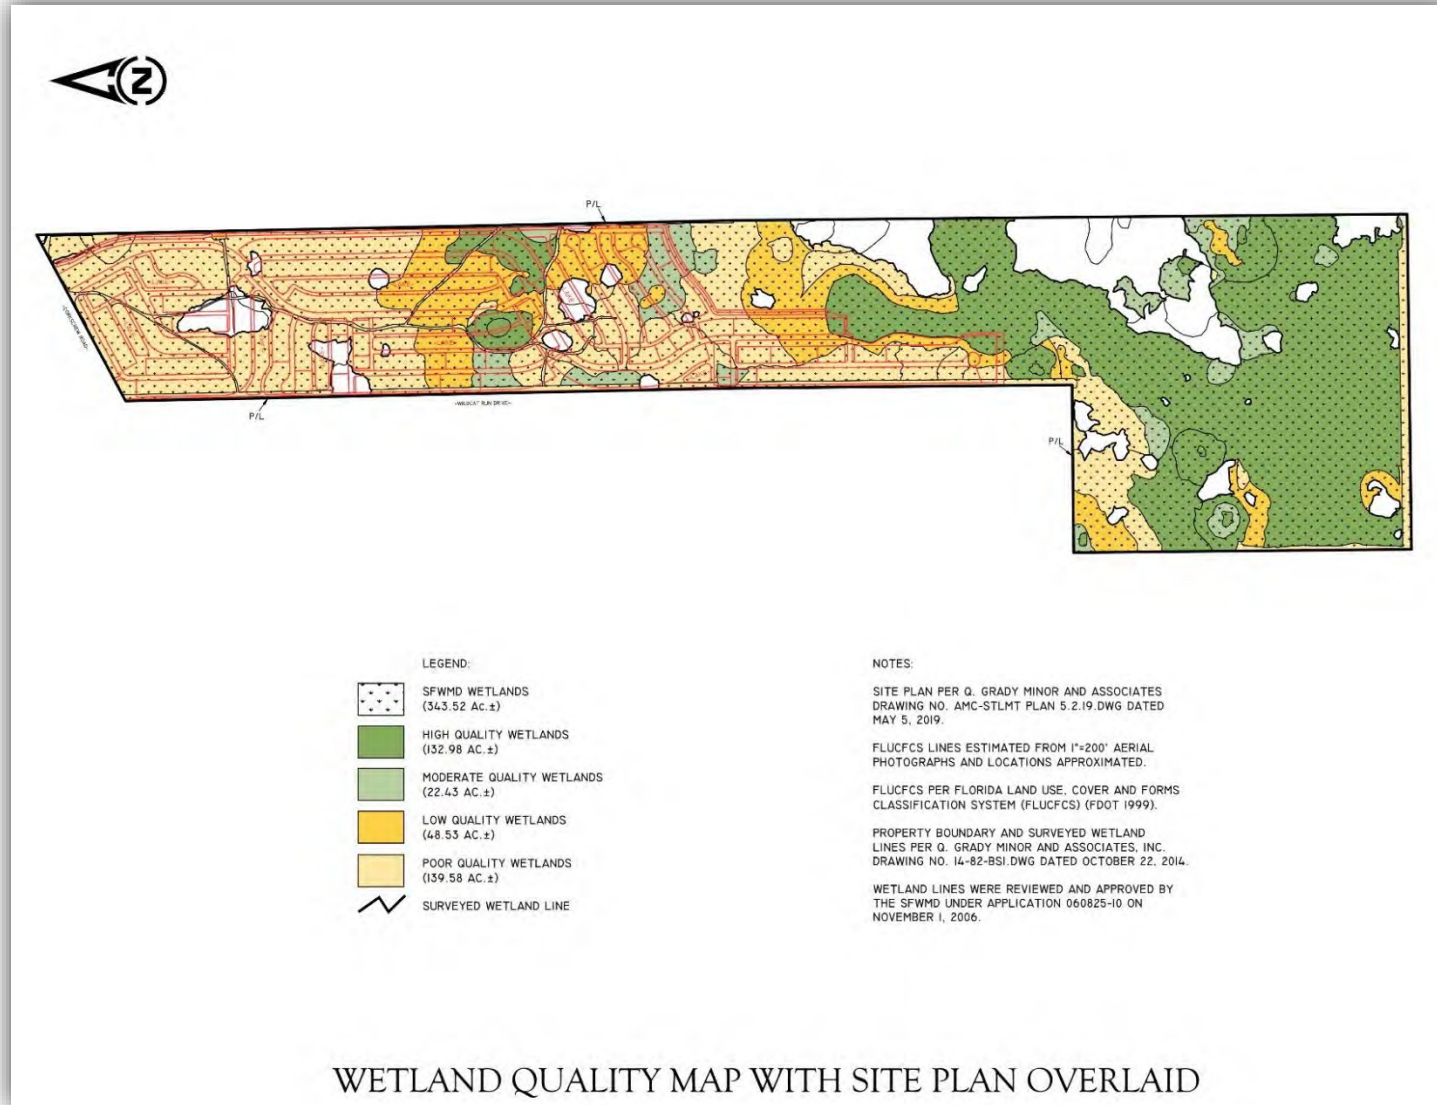 N
P/L
-CORKSCREW ROAD-
P/L
-WILDCAT RUN DRIVE-
P/L
LEGEND:
SFWMD WETLANDS
(343.52 Ac.±)
HIGH QUALITY WETLANDS
(132.98 AC.±)
MODERATE QUALITY WETLANDS
(22.43 AC.±)
LOW QUALITY WETLANDS
(48.53 AC.±)
POOR QUALITY WETLANDS
(139.58 AC.±)
SURVEYED WETLAND LINE
NOTES:
SITE PLAN PER Q. GRADY MINOR AND ASSOCIATES
DRAWING NO. AMC-STLMT PLAN 5.2.19.DWG DATED
MAY 5, 2019.
FLUCFCS LINES ESTIMATED FROM 1"=200' AERIAL
PHOTOGRAPHS AND LOCATIONS APPROXIMATED.
FLUCFCS PER FLORIDA LAND USE, COVER AND FORMS
CLASSIFICATION SYSTEM (FLUCFCS) (FDOT 1999).
PROPERTY BOUNDARY AND SURVEYED WETLAND
LINES PER Q. GRADY MINOR AND ASSOCIATES, INC.
DRAWING NO. 14-82-BS1.DWG DATED OCTOBER 22, 2014.
WETLAND LINES WERE REVIEWED AND APPROVED BY
THE SFWMD UNDER APPLICATION 060825-10 ON
NOVEMBER 1, 2006.
WETLAND QUALITY MAP WITH SITE PLAN OVERLAID